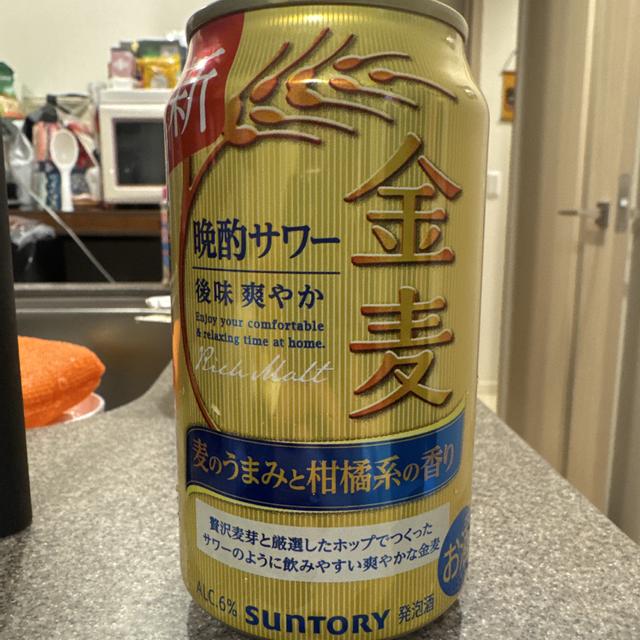 新
金麦
晩酌サワー
後味 爽やか
Enjoy your comfortable
& relaxing time at home.
Rich Malt
麦のうまみと柑橘系の香り
贅沢麦芽と厳選したホップでつくった
サワーのように飲みやすい爽やかな金麦
お酒
ALC.6% SUNTORY 発泡酒